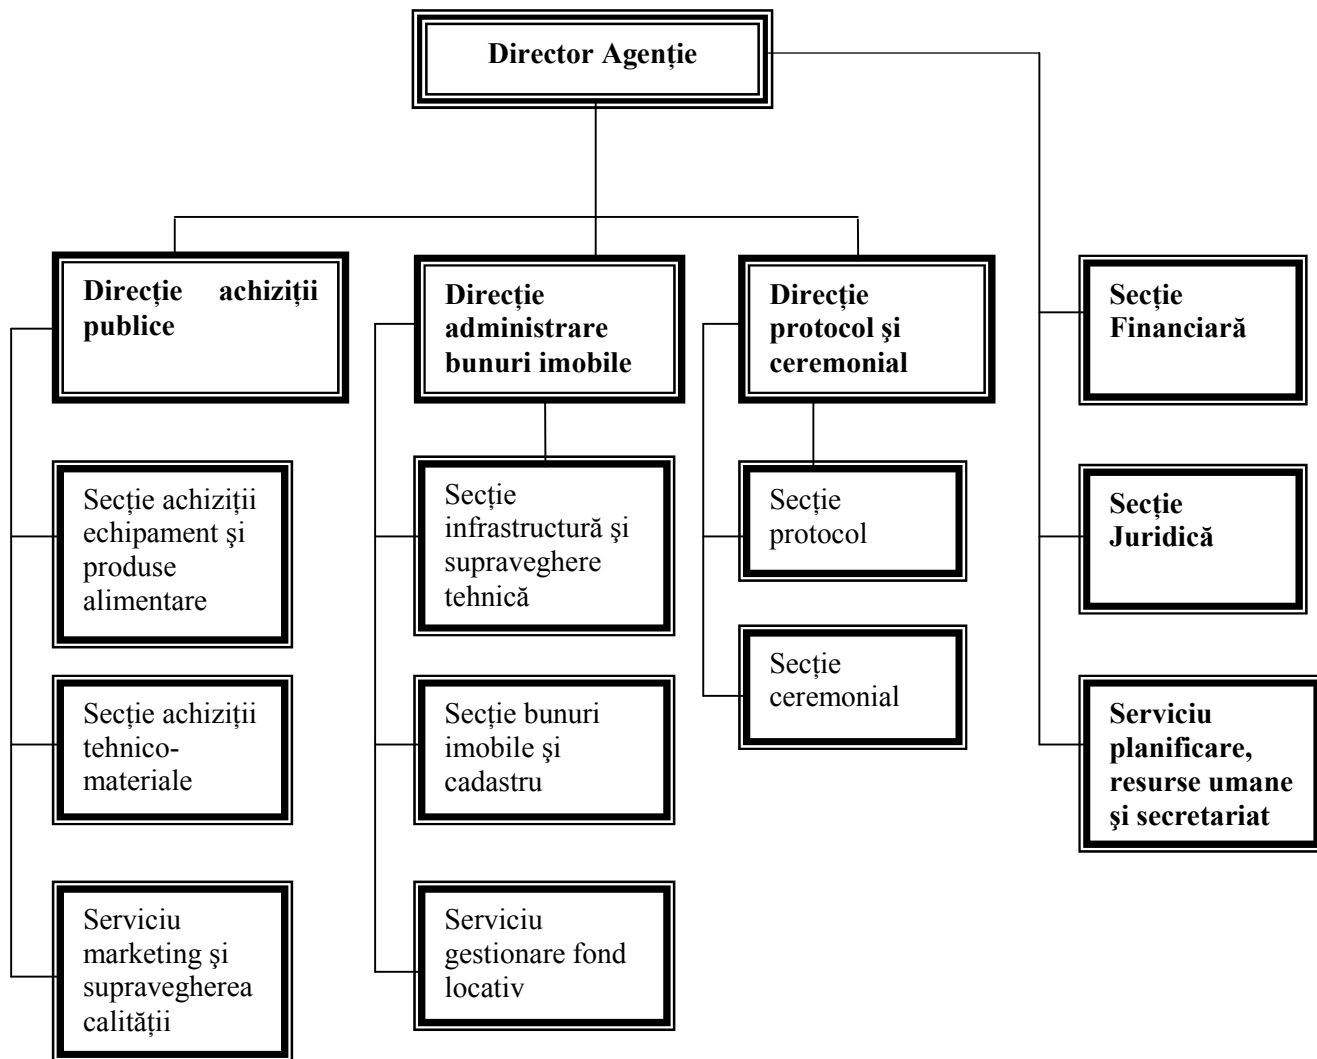 Director Agenție
Direcție achiziții
publice
Direcție
administrare
bunuri imobile
Direcție
protocol şi
ceremonial
Secție
Financiară
Secție achiziții
echipament şi
produse
alimentare
Secție
infrastructură şi
supraveghere
tehnică
Secție
protocol
Secție
Juridică
Secție
ceremonial
Secție achiziții
tehnico-
materiale
Secție bunuri
imobile şi
cadastru
Serviciu
planificare,
resurse umane
şi secretariat
Serviciu
marketing şi
supravegherea
calității
Serviciu
gestionare fond
locativ